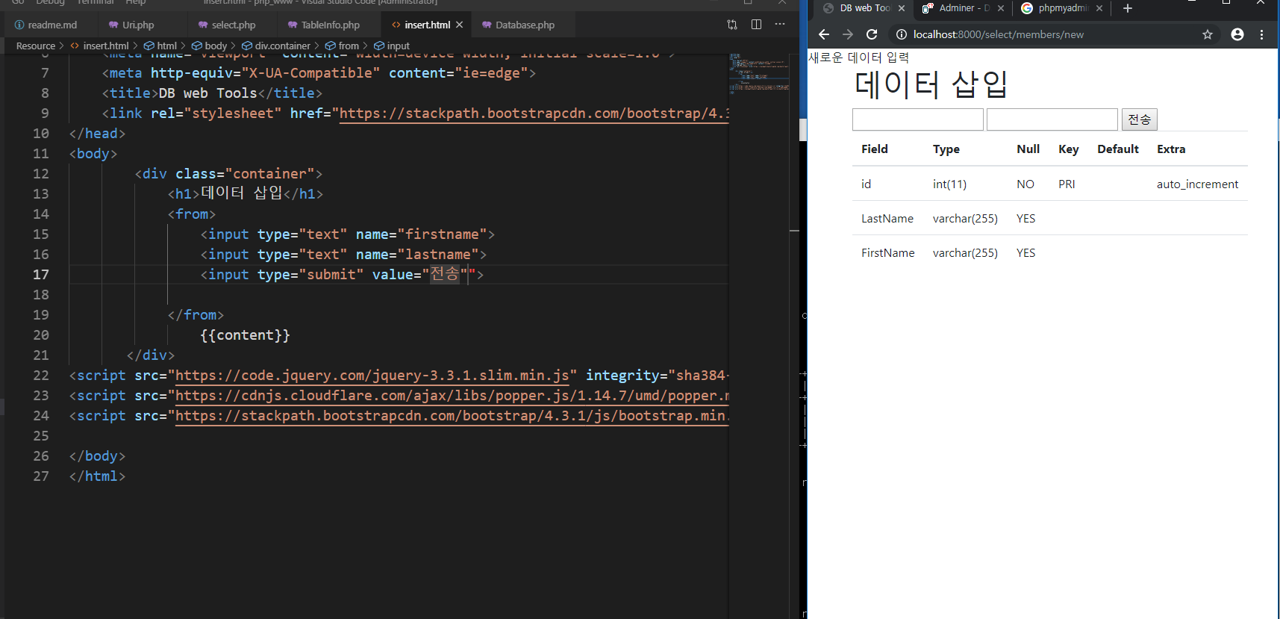 Go Debug Terminal Help insert.html - php_www - Visual Studio Code [Administrator]
readme.md Uri.php select.php TableInfo.php insert.html Database.php
Resource > insert.html > html > body > div.container > from > input
6 <meta name="viewport" content="width=device-width, initial-scale=1.0">
7 <meta http-equiv="X-UA-Compatible" content="ie=edge">
8 <title>DB web Tools</title>
9 <link rel="stylesheet" href="https://stackpath.bootstrapcdn.com/bootstrap/4.3
10 </head>
11 <body>
12 <div class="container">
13 <h1>데이터 삽입</h1>
14 <from>
15 <input type="text" name="firstname">
16 <input type="text" name="lastname">
17 <input type="submit" value="전송"">
18
19 </from>
20 {{content}}
21 </div>
22 <script src="https://code.jquery.com/jquery-3.3.1.slim.min.js" integrity="sha384-
23 <script src="https://cdnjs.cloudflare.com/ajax/libs/popper.js/1.14.7/umd/popper.m
24 <script src="https://stackpath.bootstrapcdn.com/bootstrap/4.3.1/js/bootstrap.min.
25
26 </body>
27 </html>
DB web Too Adminer - D phpmyadmi
localhost:8000/select/members/new
새로운 데이터 입력
데이터 삽입
전송
Field Type Null Key Default Extra
id int(11) NO PRI auto_increment
LastName varchar(255) YES
FirstName varchar(255) YES